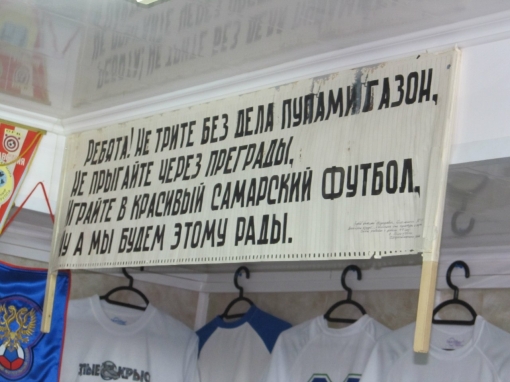 РЕБЯТА! НЕ ТРИТЕ БЕЗ ДЕЛА ПУПАМИ ГАЗОН,
НЕ ПРЫГАЙТЕ ЧЕРЕЗ ПРЕГРАДЫ,
ИГРАЙТЕ В КРАСИВЫЙ САМАРСКИЙ ФУТБОЛ,
НУ А МЫ БУДЕМ ЭТОМУ РАДЫ.